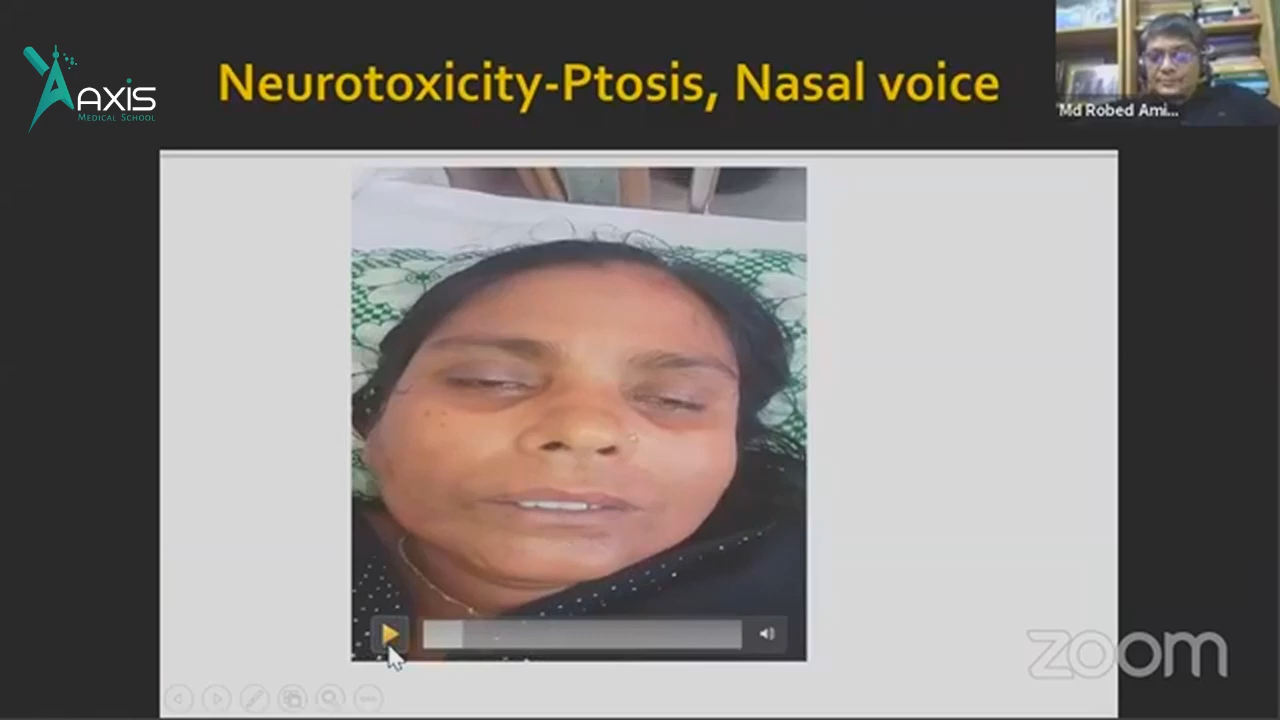 AXIS
MEDICAL SCHOOL
Neurotoxicity-Ptosis, Nasal voice
Md Robed Ami...
zoom